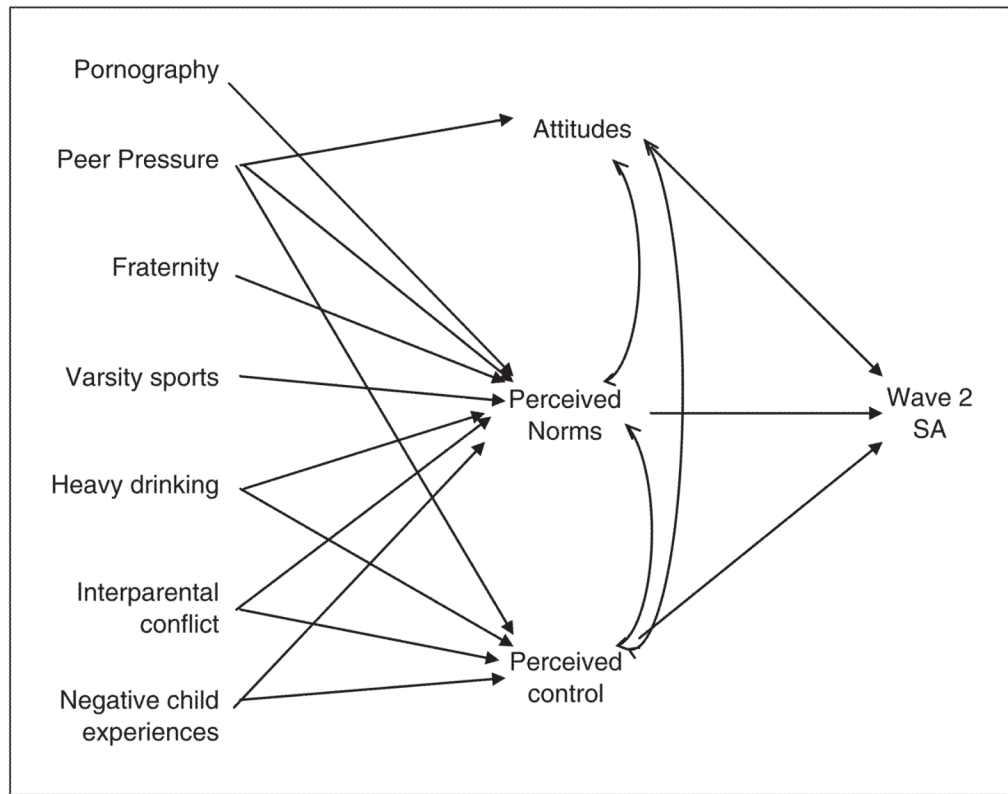 Pornography
Attitudes
Peer Pressure
Fraternity
Varsity sports
Perceived
Norms
Wave 2
SA
Heavy drinking
Interparental
conflict
Perceived
control
Negative child
experiences